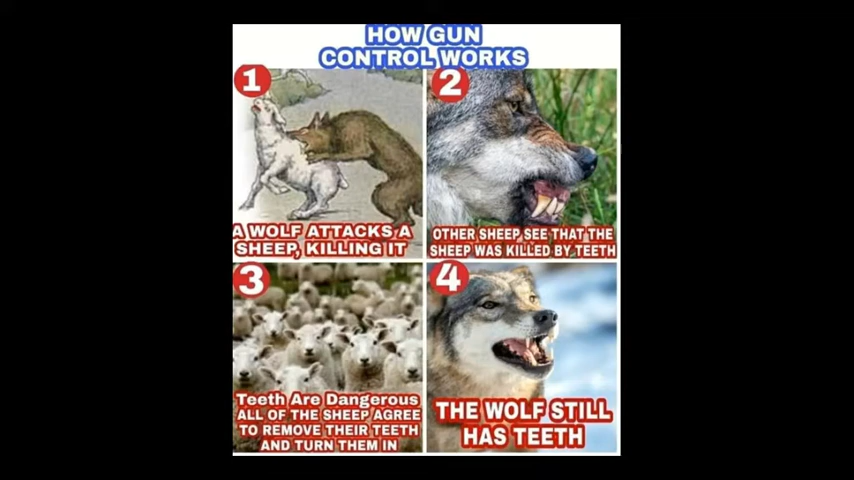 HOW GUN
CONTROL WORKS
1
A WOLF ATTACKS A
SHEEP, KILLING IT
2
OTHER SHEEP SEE THAT THE
SHEEP WAS KILLED BY TEETH
3
Teeth Are Dangerous
ALL OF THE SHEEP AGREE
TO REMOVE THEIR TEETH
AND TURN THEM IN
4
THE WOLF STILL
HAS TEETH